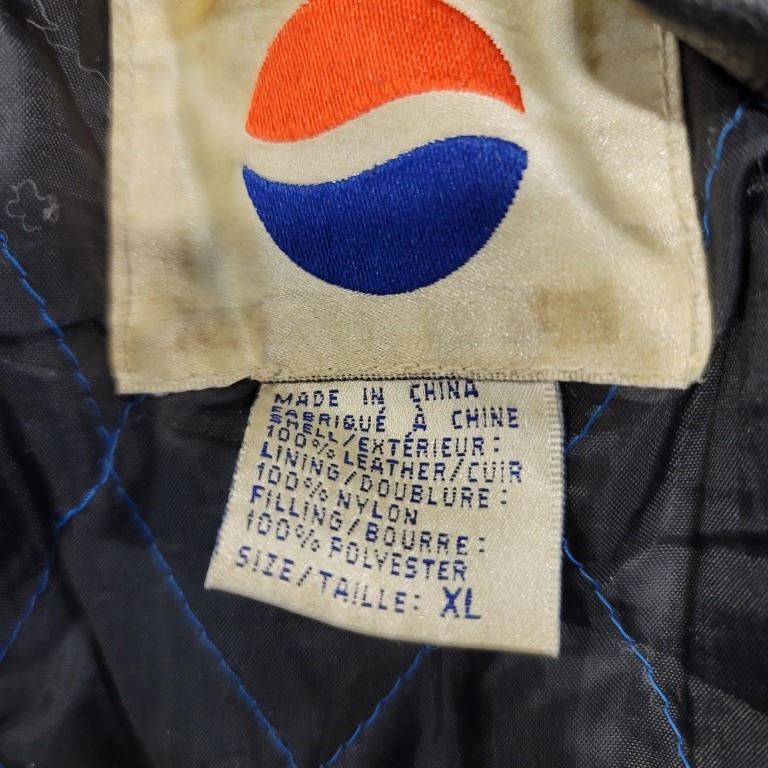 MADE IN CHINA
FABRIQUÉ À CHINE
SHELL/EXTÉRIEUR:
100% LEATHER/CUIR
LINING/DOUBLURE:
100% NYLON
FILLING/BOURRE:
100% POLYESTER
SIZE/TAILLE: XL